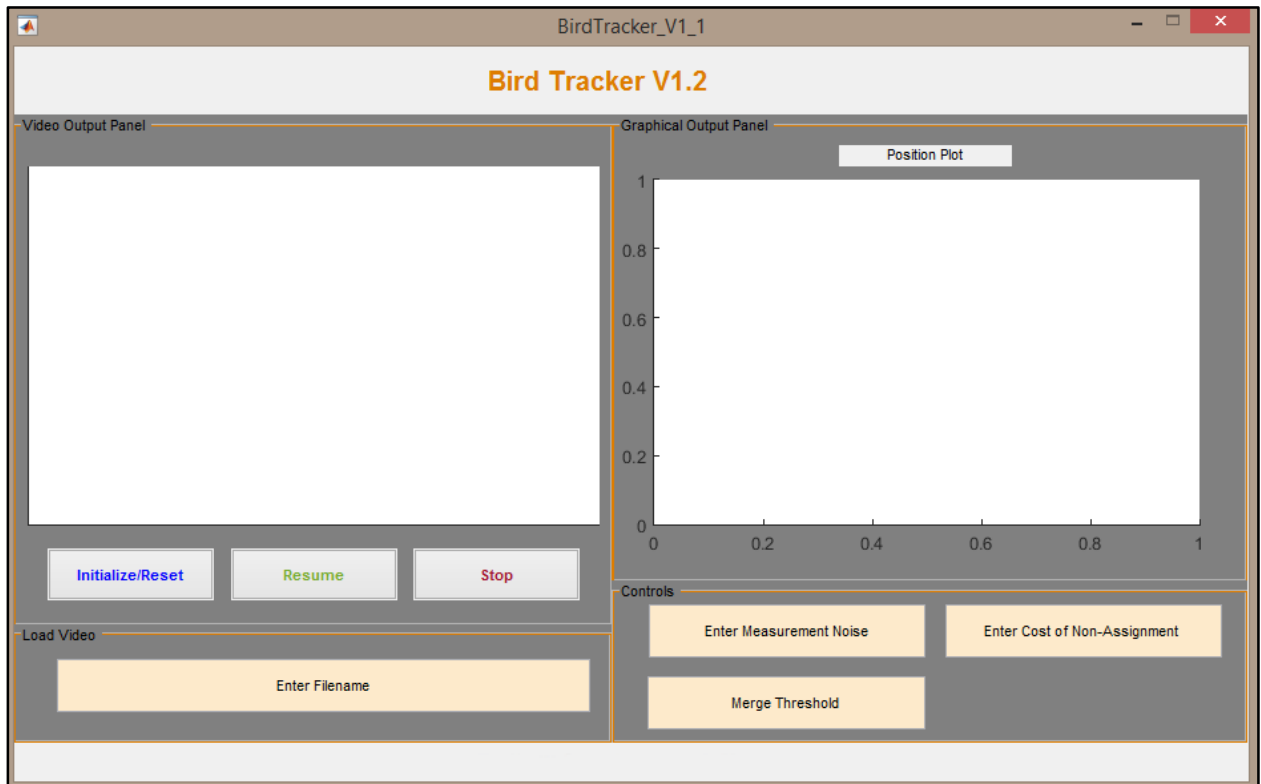 BirdTracker_V1_1
Bird Tracker V1.2
Video Output Panel
Initialize/Reset
Resume
Stop
Load Video
Enter Filename
Graphical Output Panel
Position Plot
1
0.8
0.6
0.4
0.2
0
0 0.2 0.4 0.6 0.8 1
Controls
Enter Measurement Noise
Enter Cost of Non-Assignment
Merge Threshold